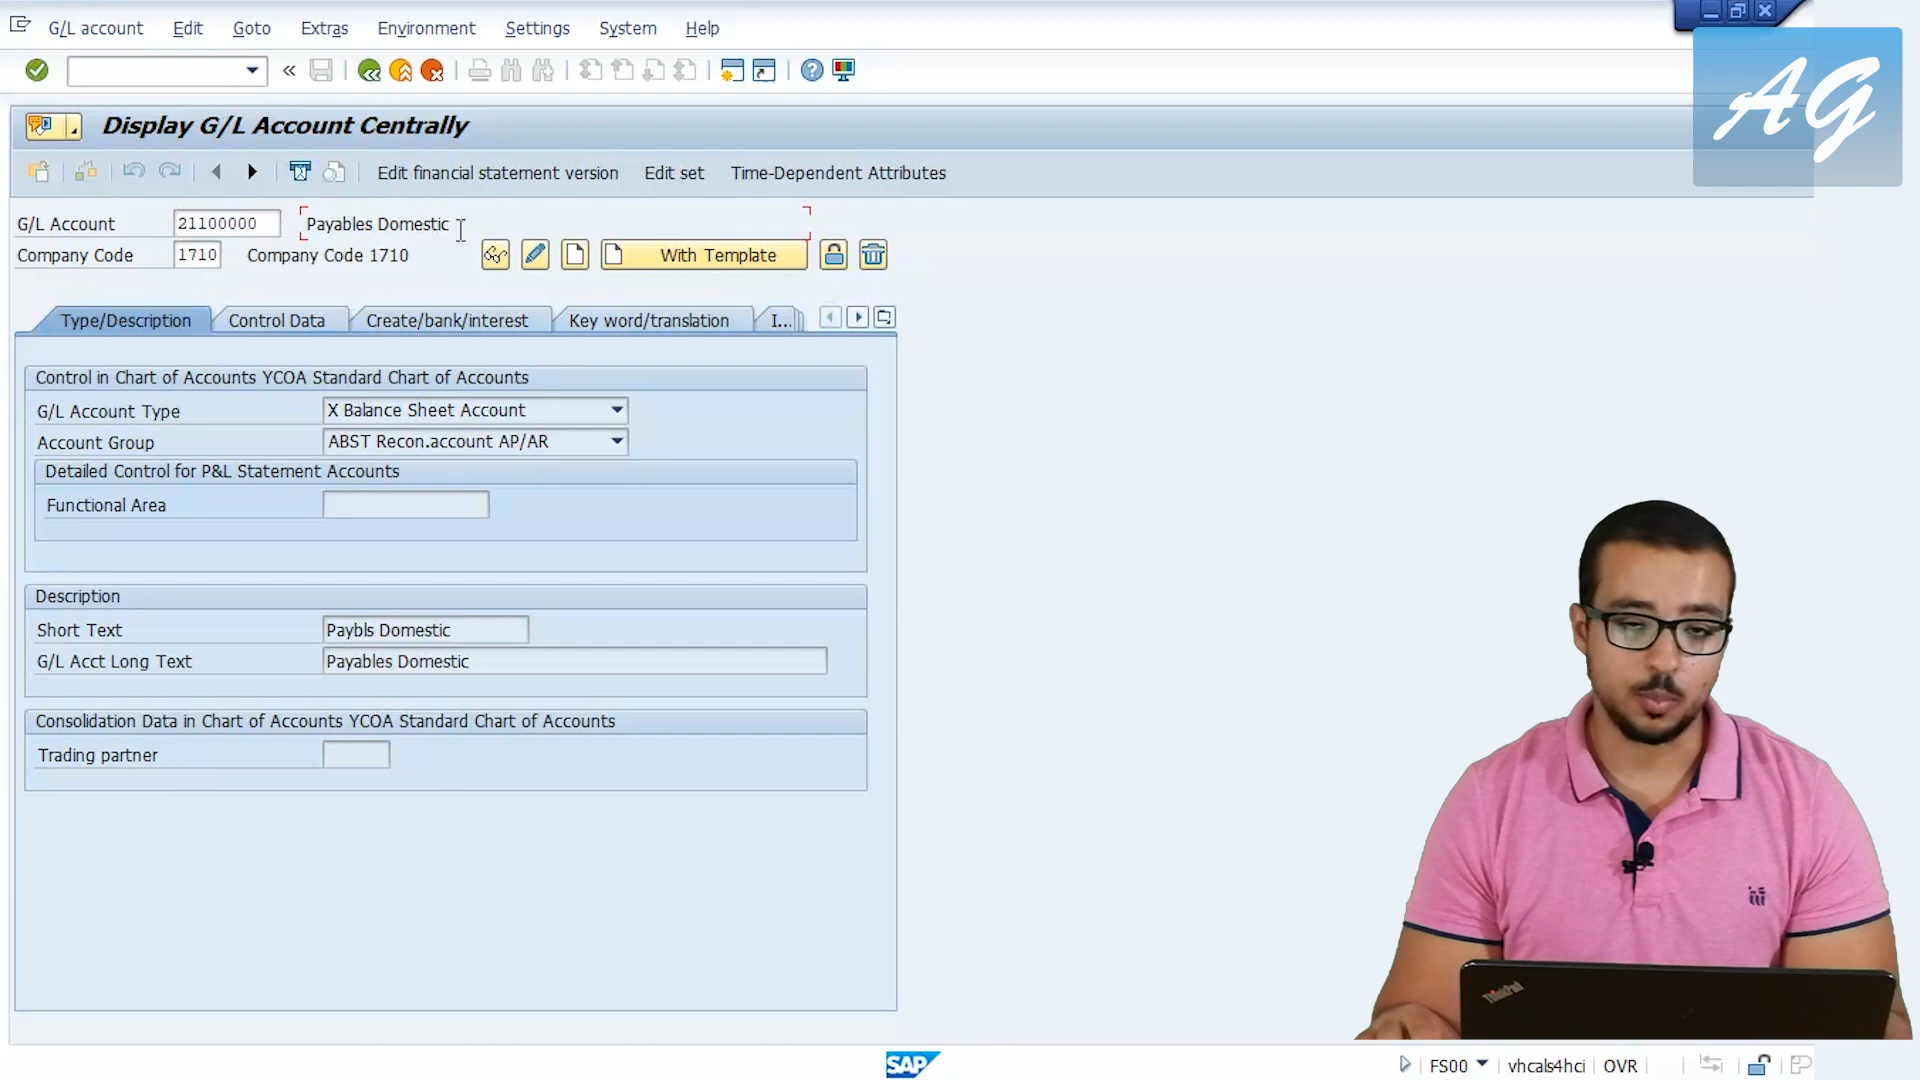 G/L account Edit Goto Extras Environment Settings System Help
AG
Display G/L Account Centrally
Edit financial statement version Edit set Time-Dependent Attributes
G/L Account 21100000 Payables Domestic
Company Code 1710 Company Code 1710 With Template
Type/Description Control Data Create/bank/interest Key word/translation I...
Control in Chart of Accounts YCOA Standard Chart of Accounts
G/L Account Type X Balance Sheet Account
Account Group ABST Recon.account AP/AR
Detailed Control for P&L Statement Accounts
Functional Area
Description
Short Text Paybls Domestic
G/L Acct Long Text Payables Domestic
Consolidation Data in Chart of Accounts YCOA Standard Chart of Accounts
Trading partner
ThinkPad
SAP FS00 vhcals4hci OVR